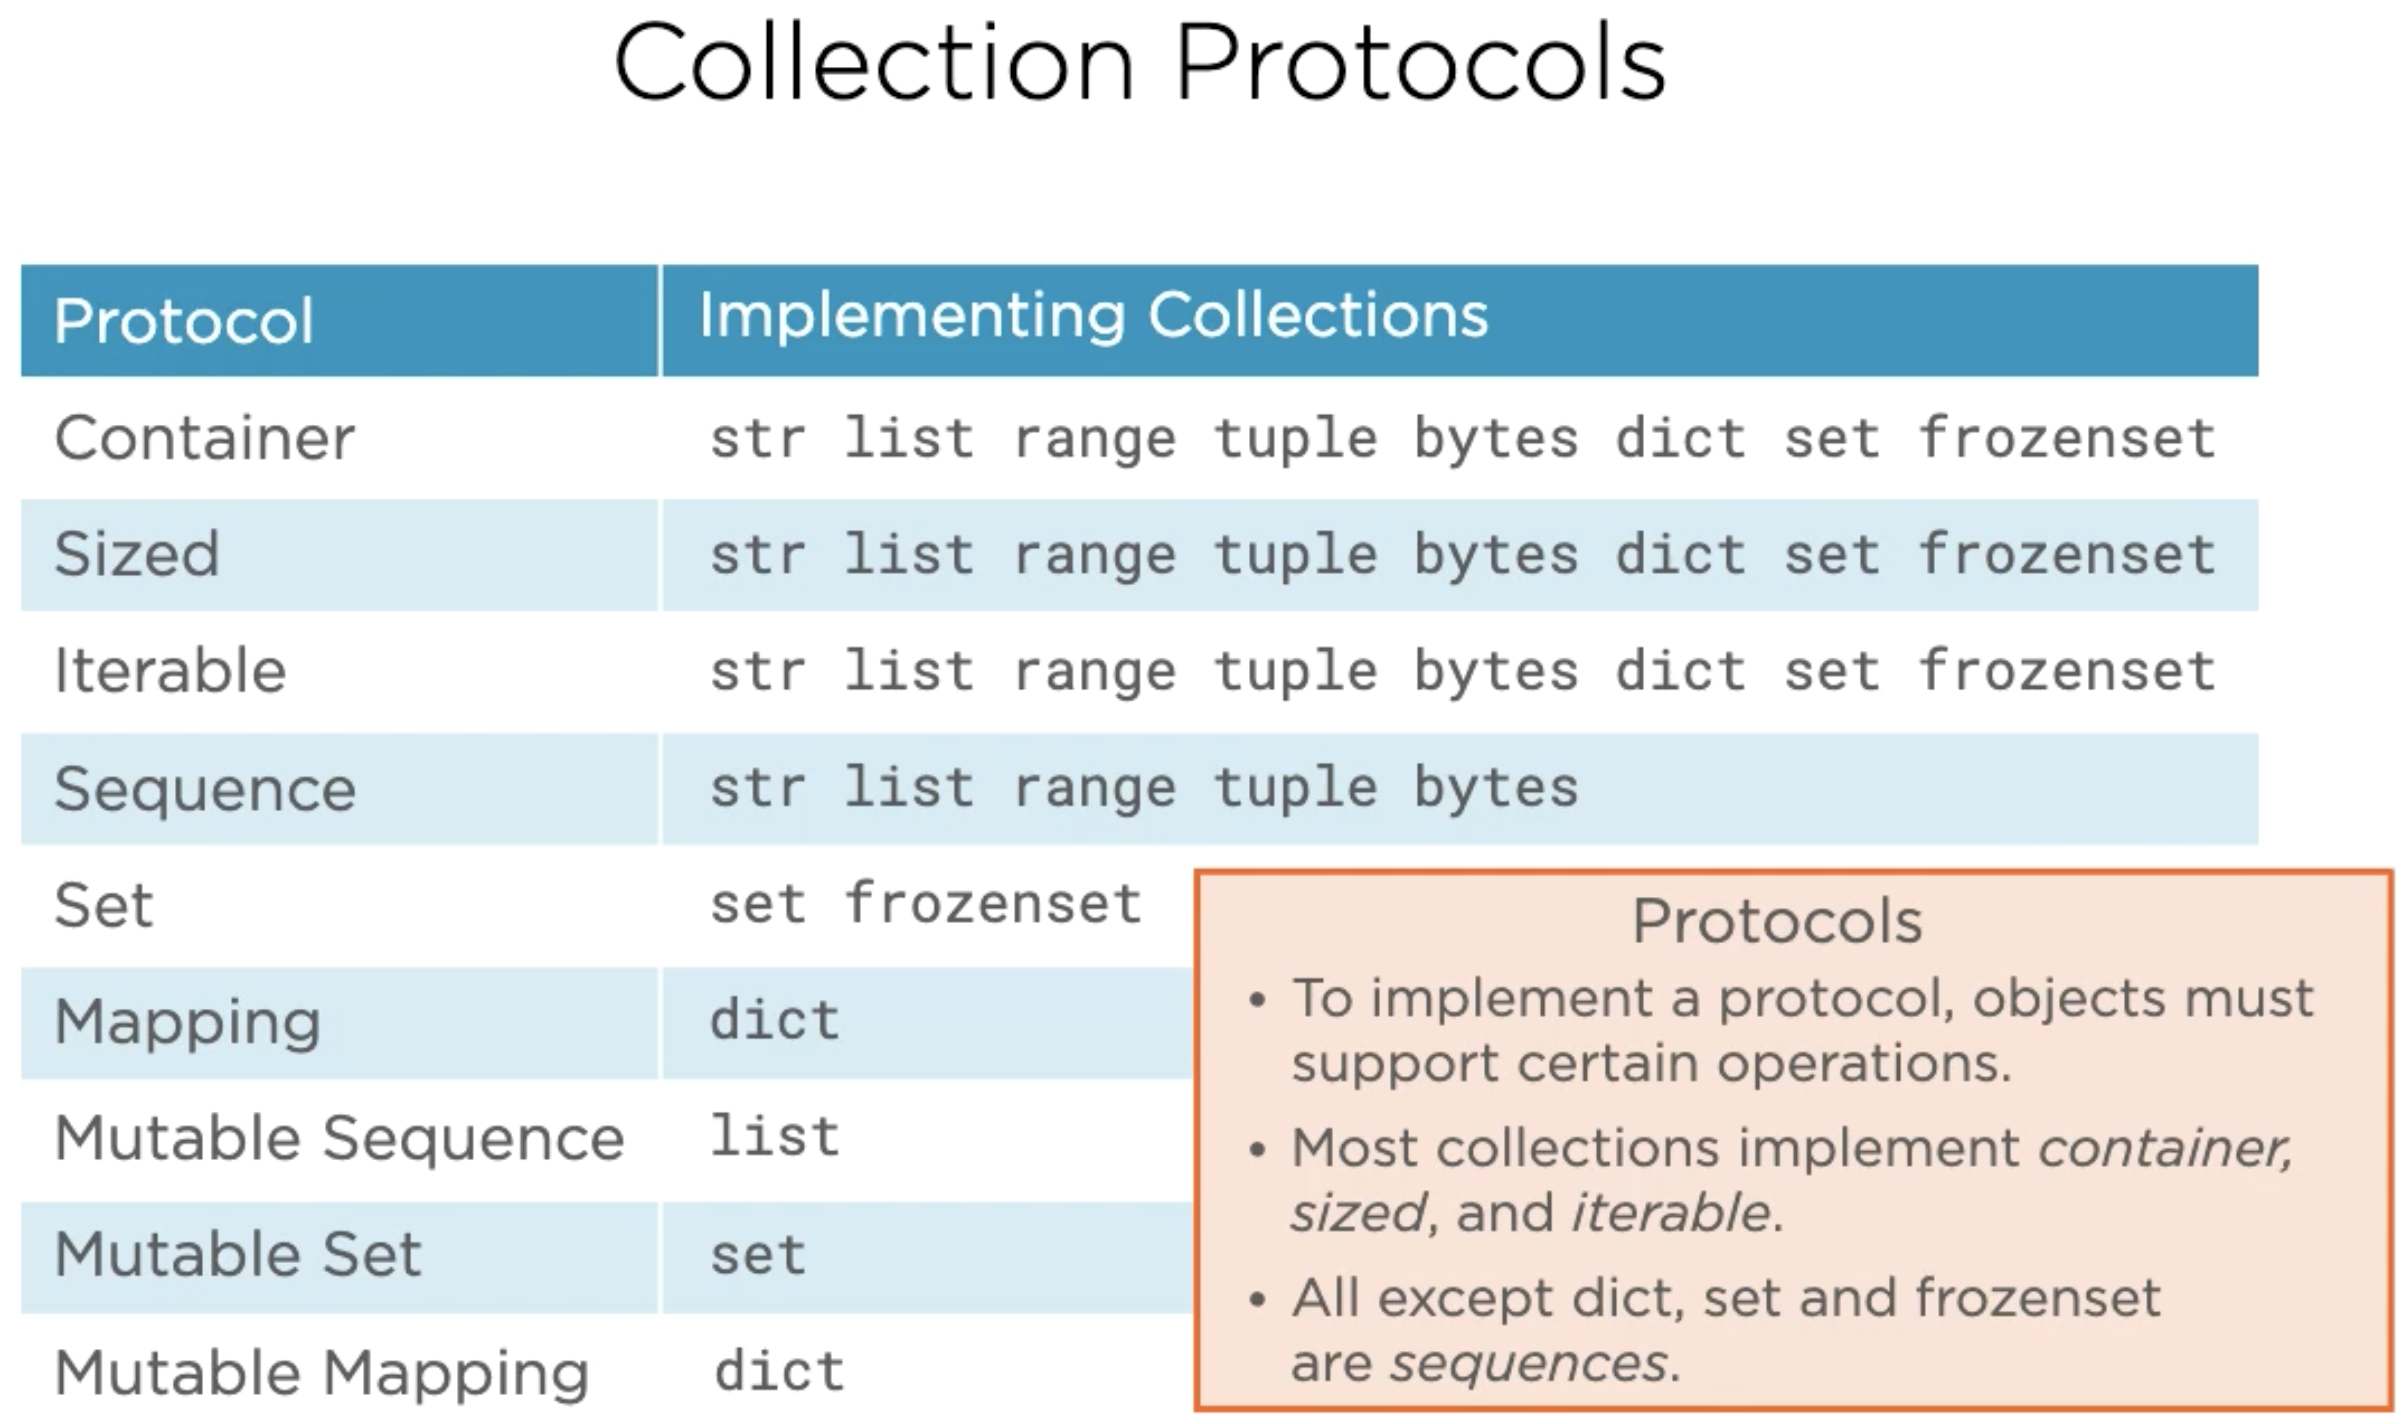 Collection Protocols
Protocol Implementing Collections
Container str list range tuple bytes dict set frozenset
Sized str list range tuple bytes dict set frozenset
Iterable str list range tuple bytes dict set frozenset
Sequence str list range tuple bytes
Set set frozenset
Mapping dict
Mutable Sequence list
Mutable Set set
Mutable Mapping dict
Protocols
• To implement a protocol, objects must
support certain operations.
• Most collections implement container,
sized, and iterable.
• All except dict, set and frozenset
are sequences.